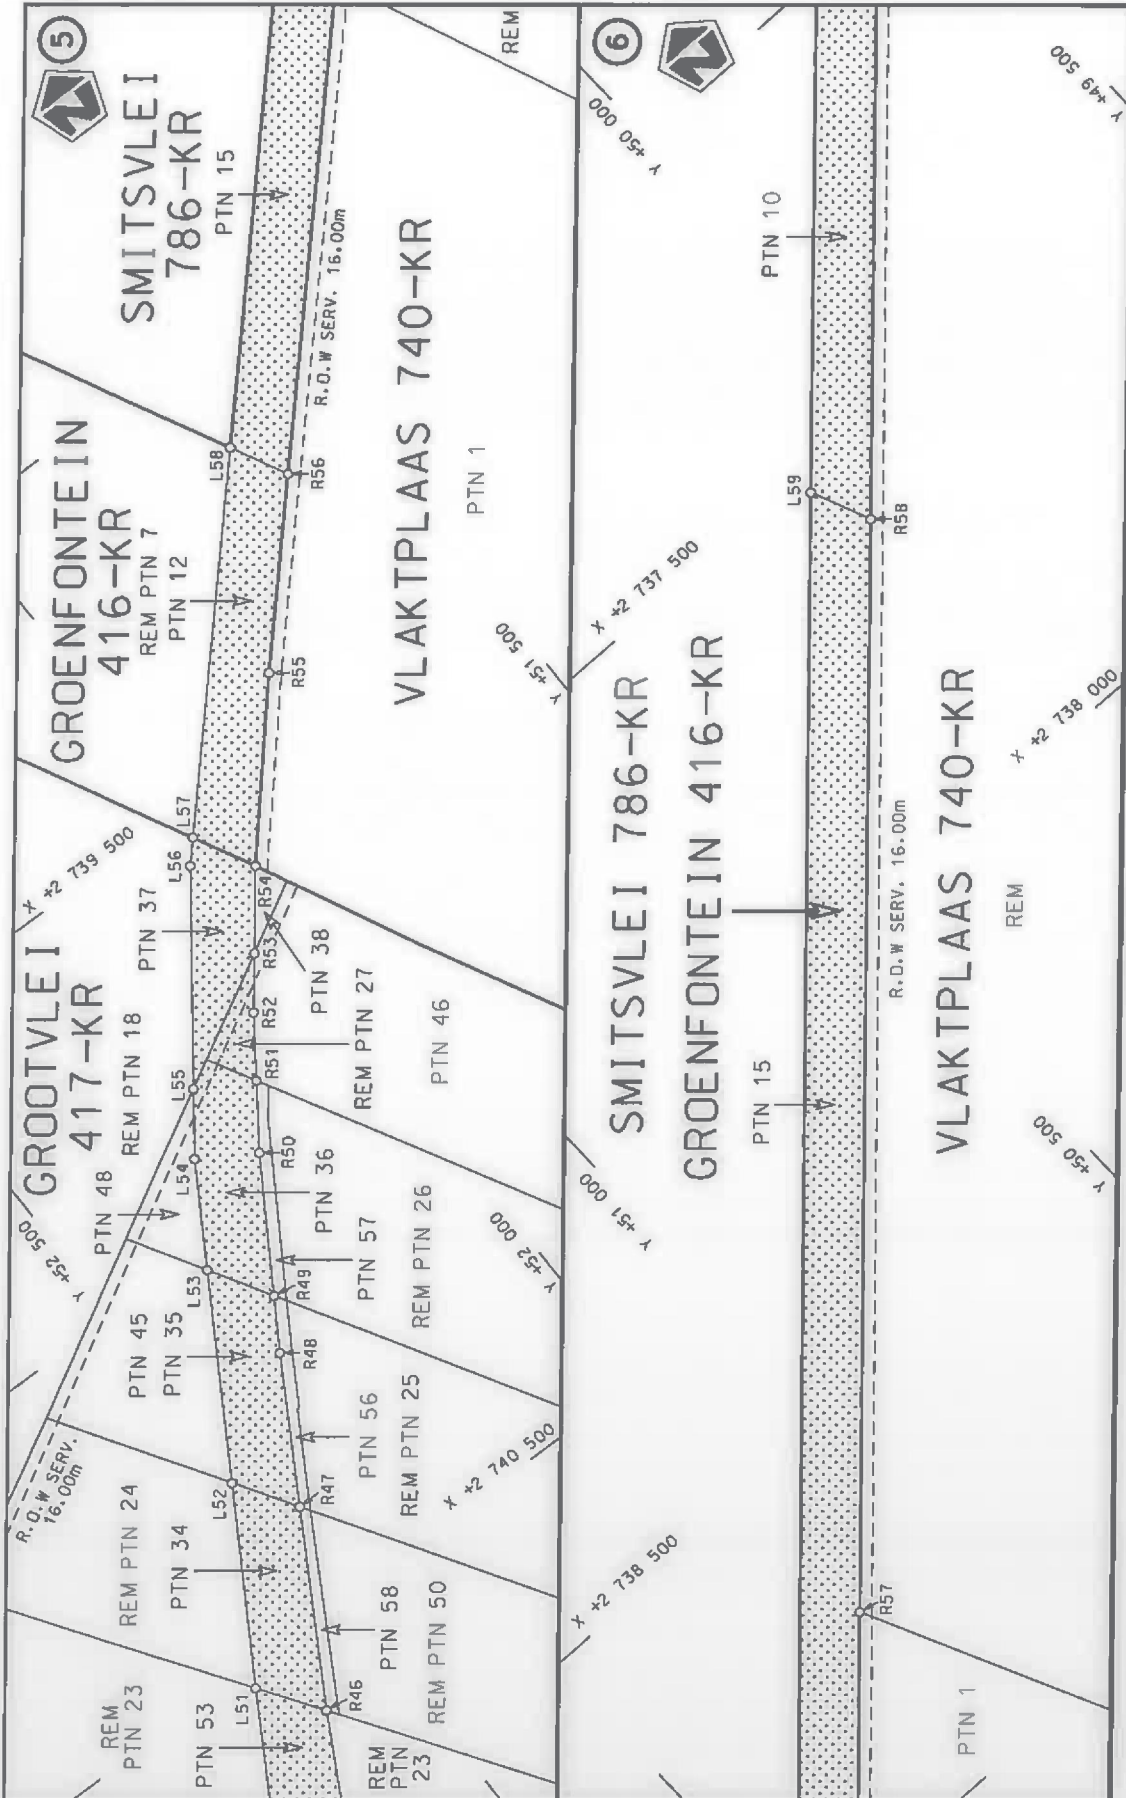 5
SMITSVLEI
786-KR
PTN 15
REM
R.O.W SERV. 16.00m
GROENFONTEIN
416-KR
REM PTN 7
PTN 12
L58
R56
R55
VLAKTPLAAS 740-KR
PTN 1
Y +51 500
X +2 739 500
L57
L56
PTN 37
R54
R53
PTN 38
R52
REM PTN 27
R51
PTN 46
GROOTVLEI
417-KR
REM PTN 18
L55
L54
PTN 48
Y +52 500
R50
PTN 36
PTN 57
REM PTN 26
Y +52 000
L53
R49
PTN 45
PTN 35
R48
PTN 56
REM PTN 25
X +2 740 500
R.O.W SERV.
16.00m
L52
R47
REM PTN 24
PTN 34
PTN 58
REM PTN 50
L51
R46
REM
PTN 23
PTN 53
REM
PTN
23
6
Y +50 000
Y +49 500
PTN 10
L59
R58
X +2 737 500
SMITSVLEI 786-KR
GROENFONTEIN 416-KR
X +2 738 000
R.O.W SERV. 16.00m
VLAKTPLAAS 740-KR
REM
PTN 15
Y +51 000
Y +50 500
X +2 738 500
R57
PTN 1